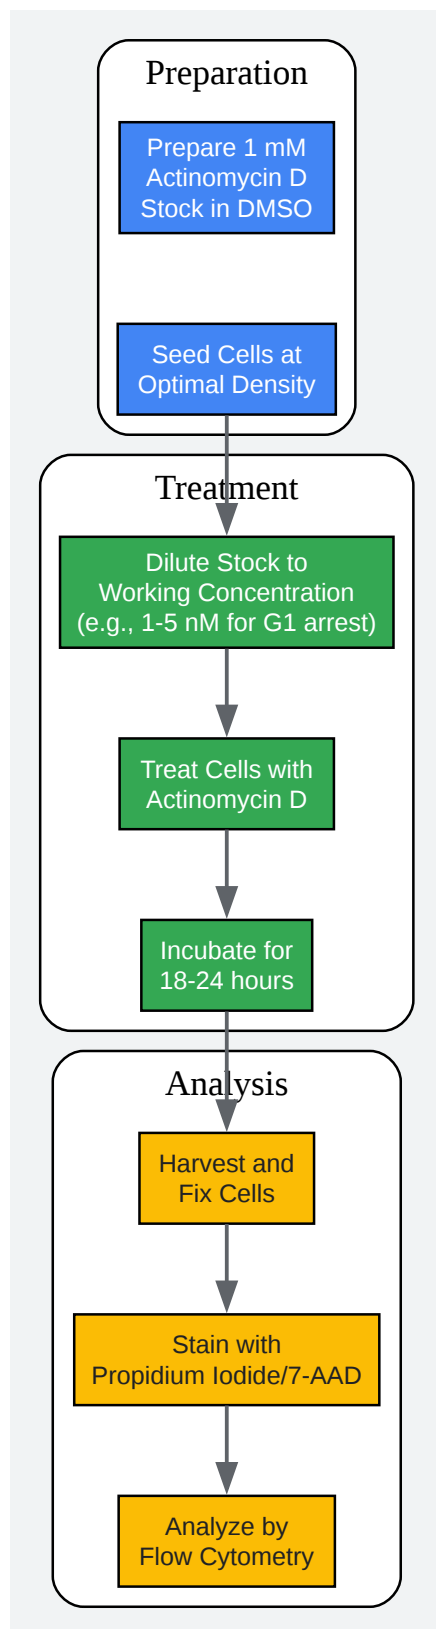 Preparation
Prepare 1 mM
Actinomycin D
Stock in DMSO
Seed Cells at
Optimal Density
Treatment
Dilute Stock to
Working Concentration
(e.g., 1-5 nM for G1 arrest)
Treat Cells with
Actinomycin D
Incubate for
18-24 hours
Analysis
Harvest and
Fix Cells
Stain with
Propidium Iodide/7-AAD
Analyze by
Flow Cytometry